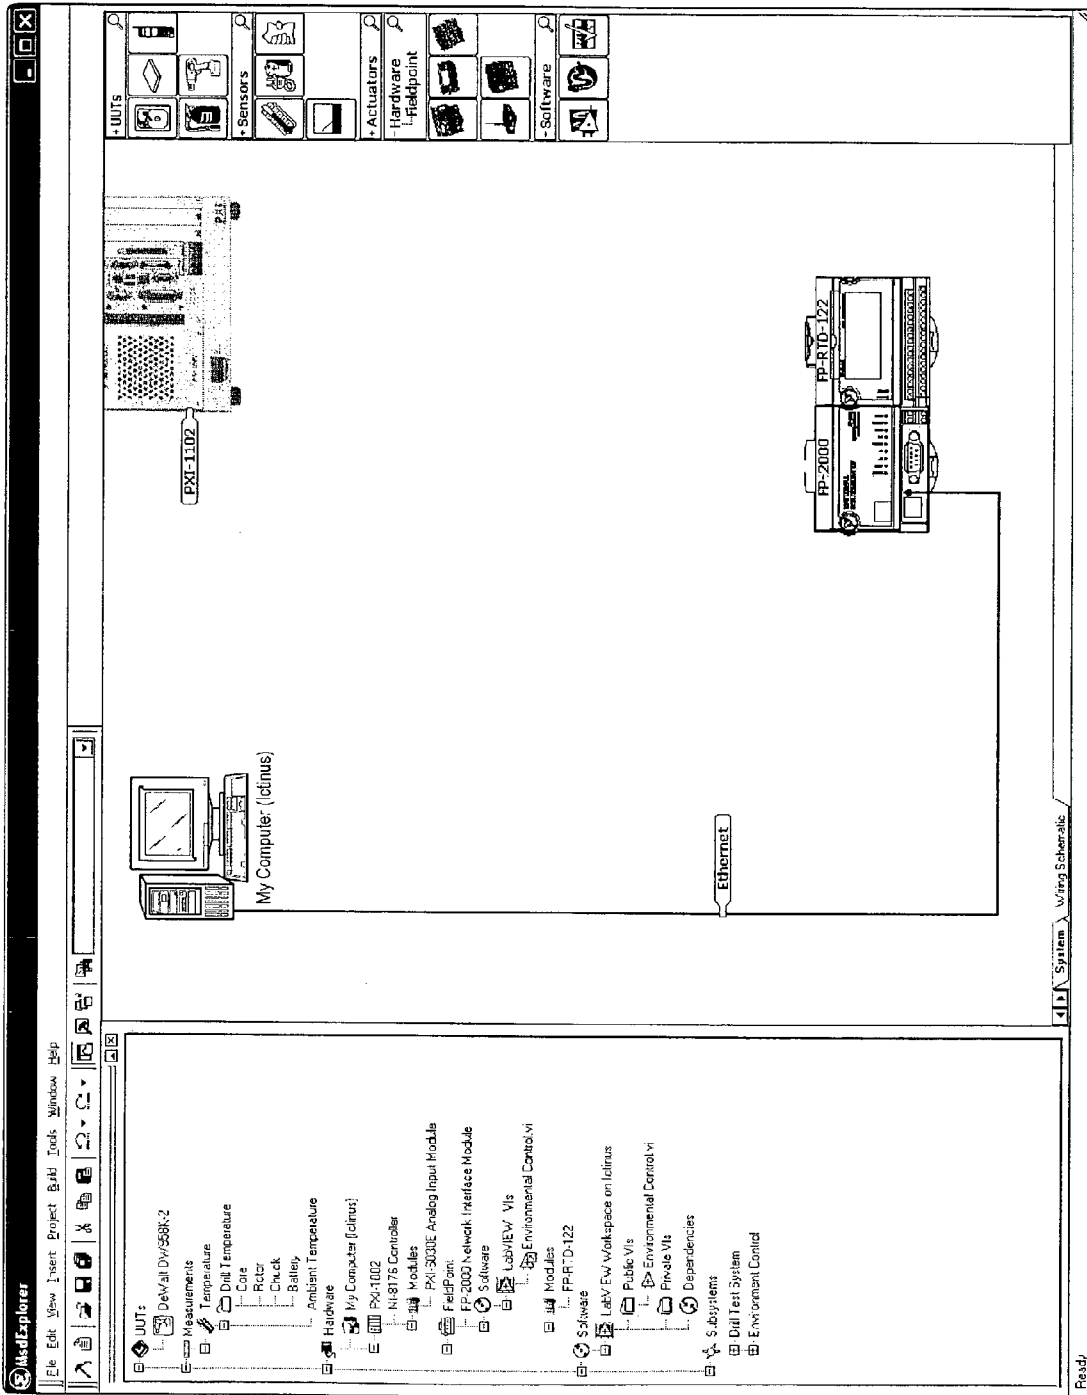 MsdExplorer
File Edit View Insert Project Build Tools Window Help
UUTs
DeWalt DW958K-2
Measurements
Temperature
Drill Temperature
Core
Rotor
Chuck
Battery
Ambient Temperature
Hardware
My Computer (Ictinus)
PXI-1002
NI-8176 Controller
Modules
PXI-6030E Analog Input Module
FieldPoint
FP-2000 Network Interface Module
Software
LabVIEW VIs
Environmental Control.vi
Modules
FP-RTD-122
Software
LabVIEW Workspace on Ictinus
Public VIs
Environmental Control.vi
Private VIs
Dependencies
Subsystems
Drill Test System
Environment Control
My Computer (Ictinus)
PXI-1102
PXI
Ethernet
FP-2000
FP-RTD-122
System
Wiring Schematic
+ UUTs
+ Sensors
+ Actuators
- Hardware
Fieldpoint
- Software
Ready